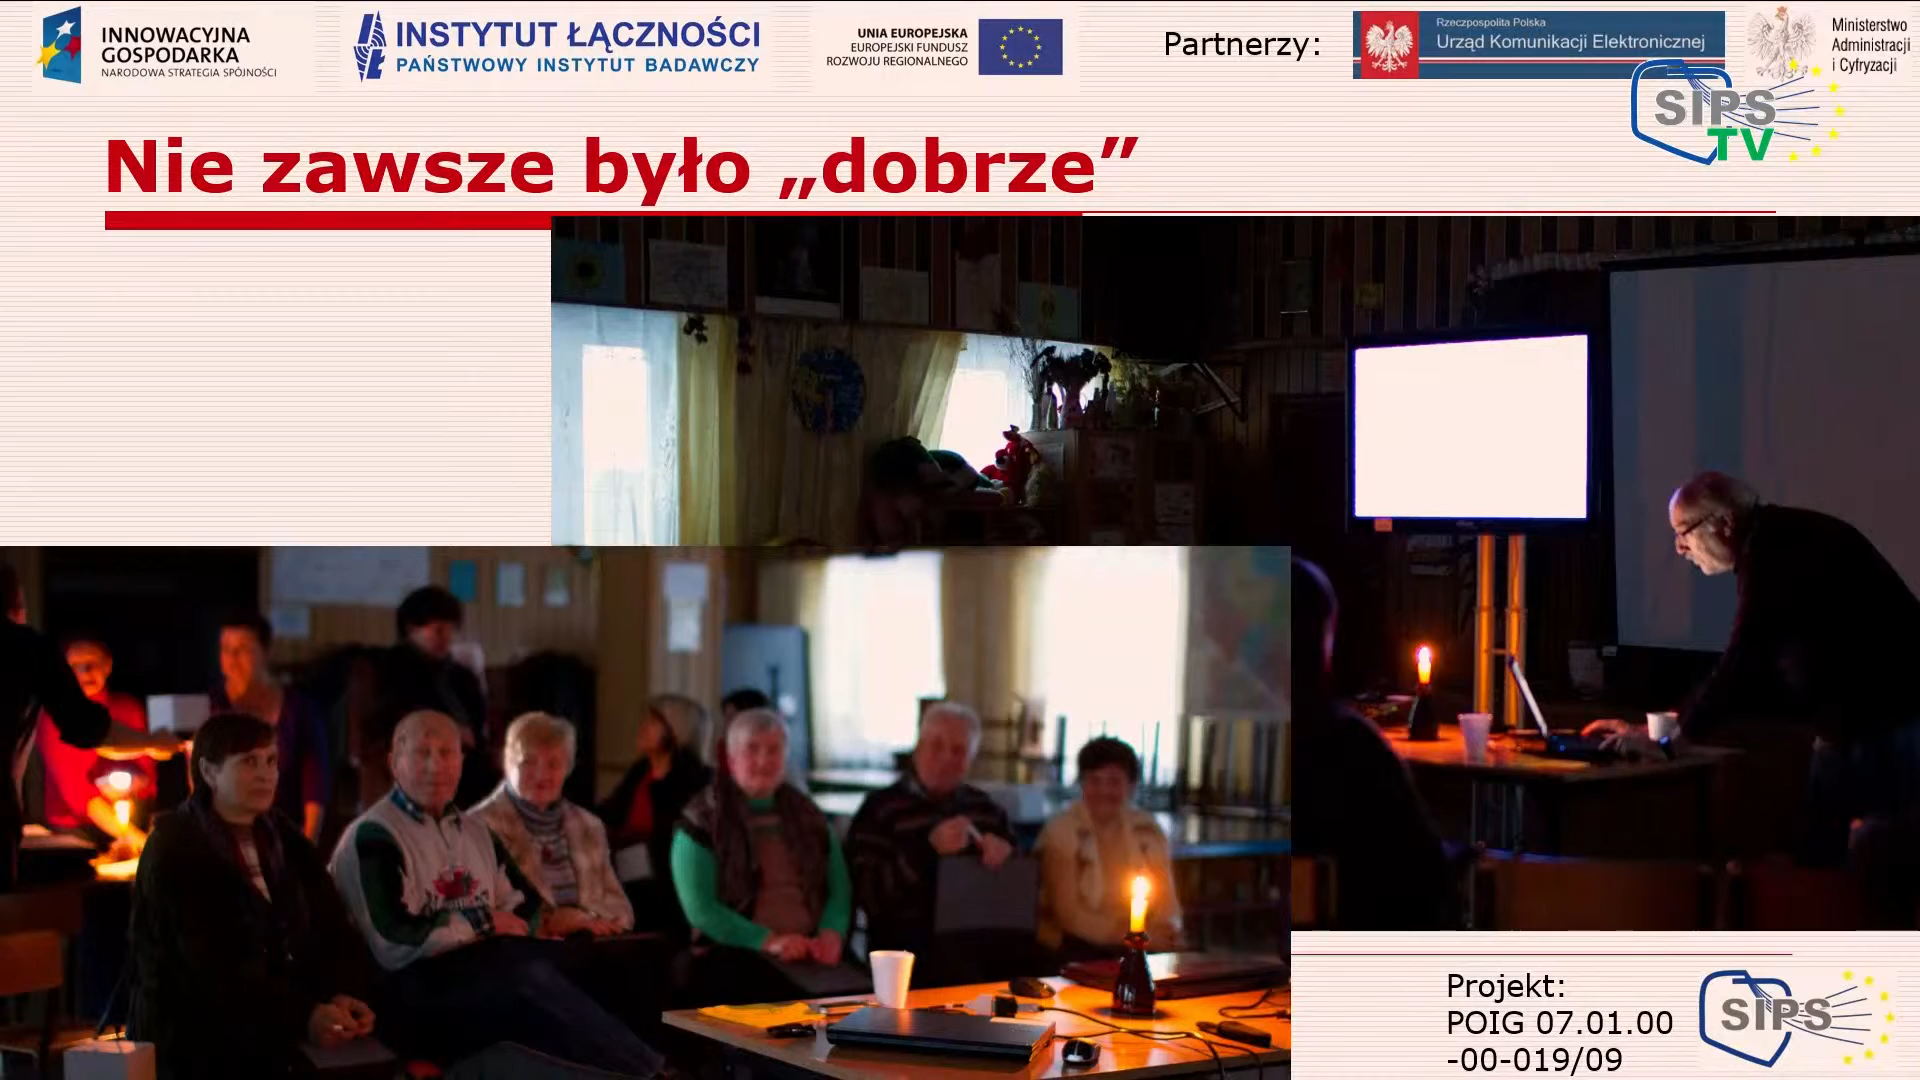 INNOWACYJNA
GOSPODARKA
NARODOWA STRATEGIA SPÓJNOŚCI
INSTYTUT ŁĄCZNOŚCI
PAŃSTWOWY INSTYTUT BADAWCZY
UNIA EUROPEJSKA
EUROPEJSKI FUNDUSZ
ROZWOJU REGIONALNEGO
Partnerzy:
Rzeczpospolita Polska
Urząd Komunikacji Elektronicznej
Ministerstwo
Administracji
i Cyfryzacji
SIPS
TV
Nie zawsze było „dobrze”
Projekt:
POIG 07.01.00
-00-019/09
SIPS